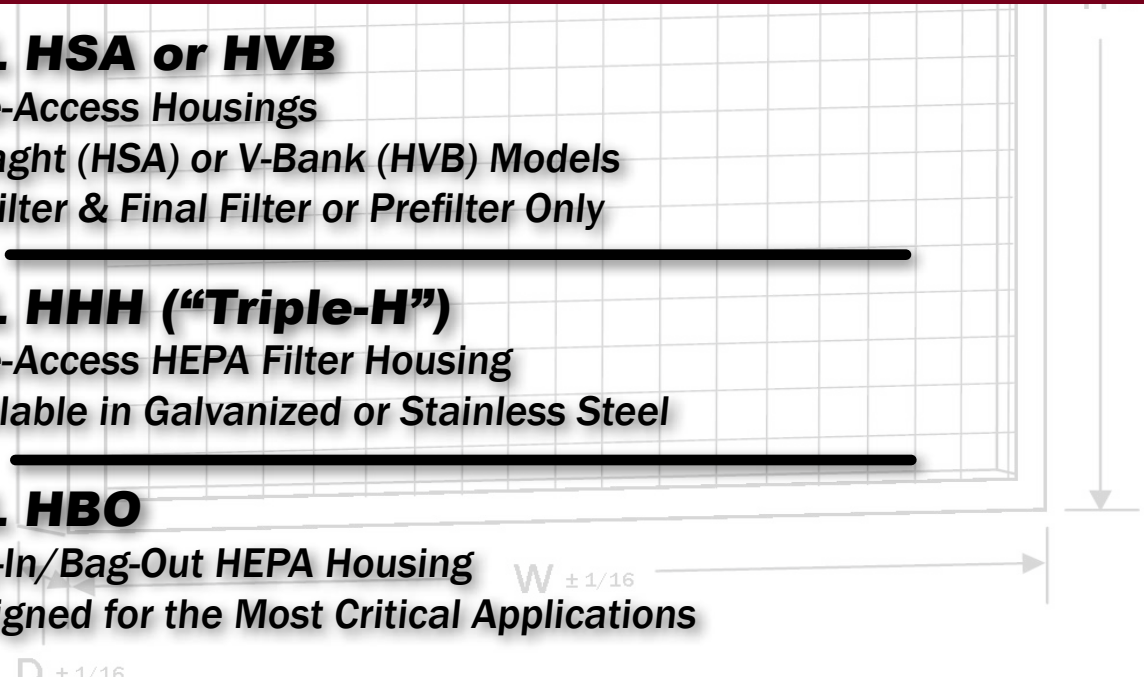 . HSA or HVB
-Access Housings
aght (HSA) or V-Bank (HVB) Models
ilter & Final Filter or Prefilter Only
. HHH (“Triple-H”)
-Access HEPA Filter Housing
lable in Galvanized or Stainless Steel
. HBO
-In/Bag-Out HEPA Housing
W ± 1/16
igned for the Most Critical Applications
D ± 1/16